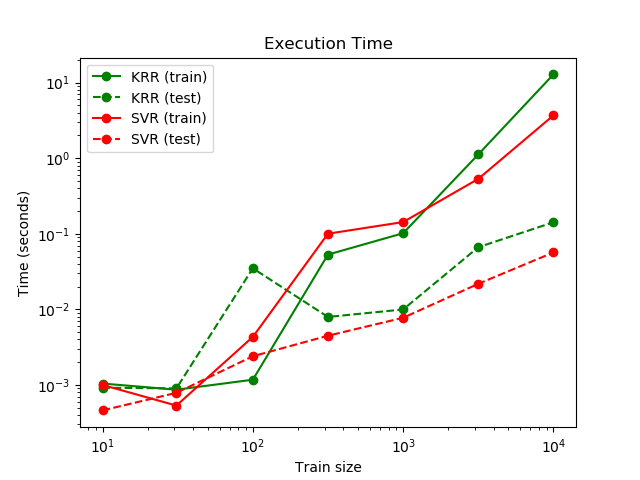 Execution Time
KRR (train)
KRR (test)
SVR (train)
SVR (test)
Time (seconds)
10¹
10⁰
10⁻¹
10⁻²
10⁻³
10¹ 10² 10³ 10⁴
Train size